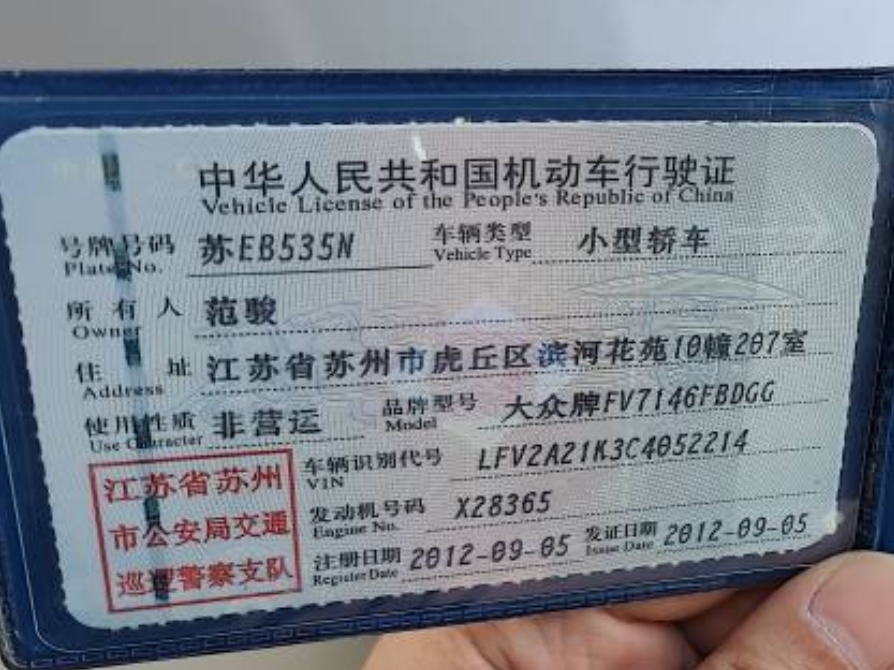 中华人民共和国机动车行驶证
Vehicle License of the People's Republic of China
号牌号码 苏EB535N 车辆类型 小型轿车
Plate No. Vehicle Type
所有人 范骏
Owner
住址 江苏省苏州市虎丘区滨河花苑10幢207室
Address
使用性质 非营运 品牌型号 大众牌FV7146FBDGG
Use Character Model
车辆识别代号 LFV2A21K3C4052214
VIN
发动机号码 X28365
Engine No.
注册日期 2012-09-05 发证日期 2012-09-05
Register Date Issue Date
江苏省苏州
市公安局交通
巡逻警察支队